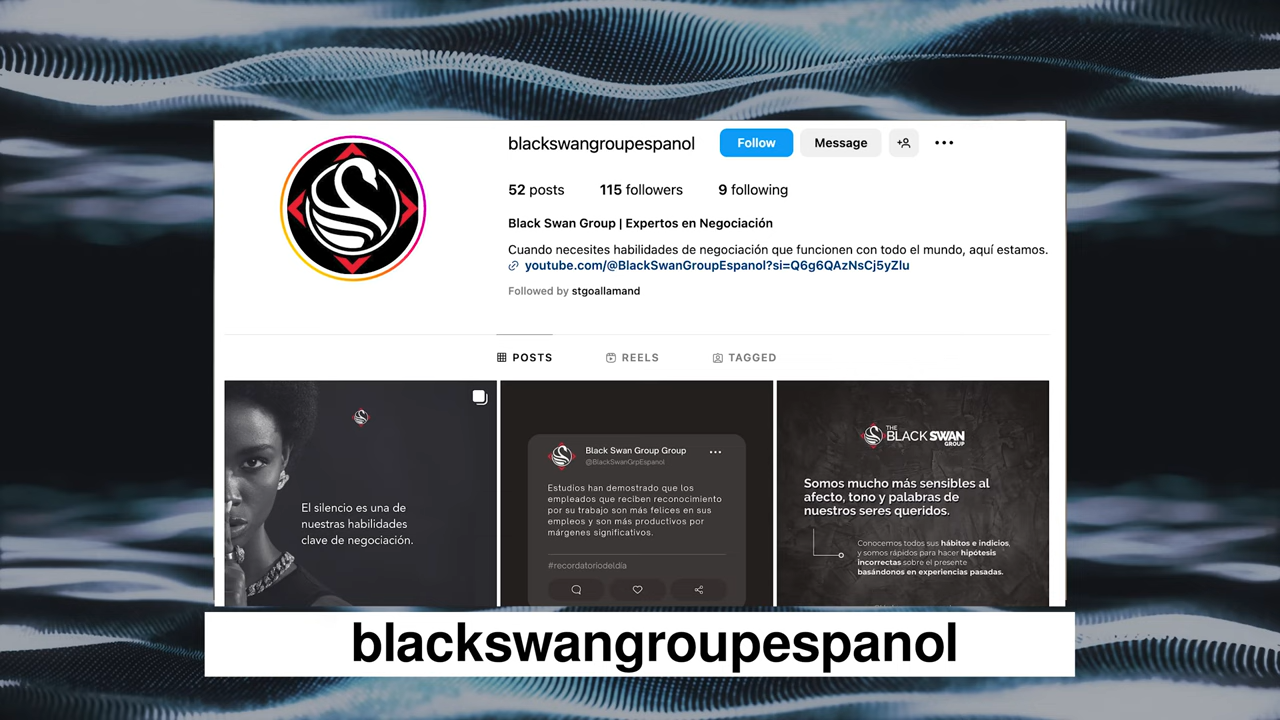 blackswangroupespanol
Follow
Message
52 posts
115 followers
9 following
Black Swan Group | Expertos en Negociación
Cuando necesites habilidades de negociación que funcionen con todo el mundo, aquí estamos.
youtube.com/@BlackSwanGroupEspanol?si=Q6g6QAzNsCj5yZlu
Followed by stgoallamand
POSTS
REELS
TAGGED
El silencio es una de
nuestras habilidades
clave de negociación.
Black Swan Group Group
@BlackSwanGrpEspanol
Estudios han demostrado que los
empleados que reciben reconocimiento
por su trabajo son más felices en sus
empleos y son más productivos por
márgenes significativos.
#recordatoriodeldía
THE
BLACK SWAN
GROUP
Somos mucho más sensibles al
afecto, tono y palabras de
nuestros seres queridos.
Conocemos todos sus hábitos e indicios,
y somos rápidos para hacer hipótesis
incorrectas sobre el presente
basándonos en experiencias pasadas.
blackswangroupespanol